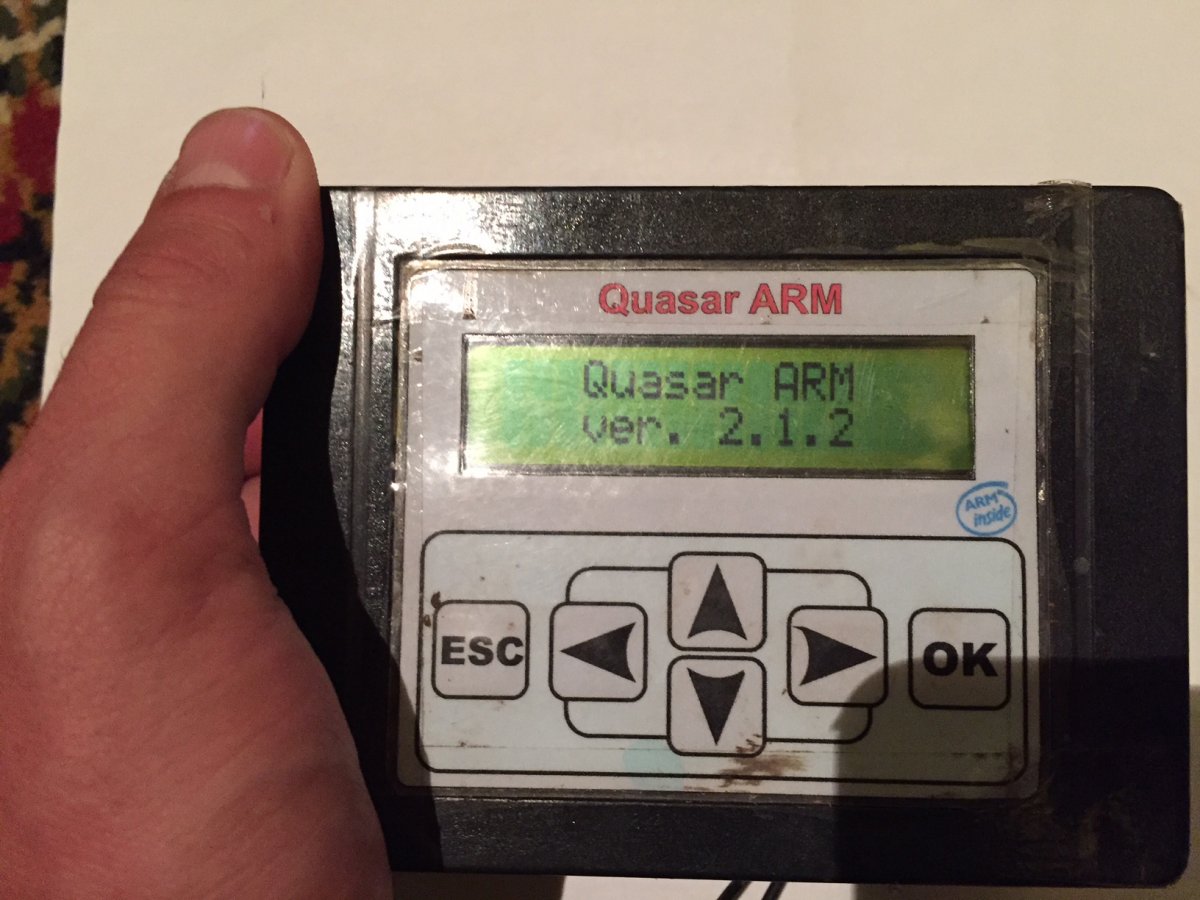 Quasar ARM
Quasar ARM
ver. 2.1.2
ARM
inside
ESC
OK